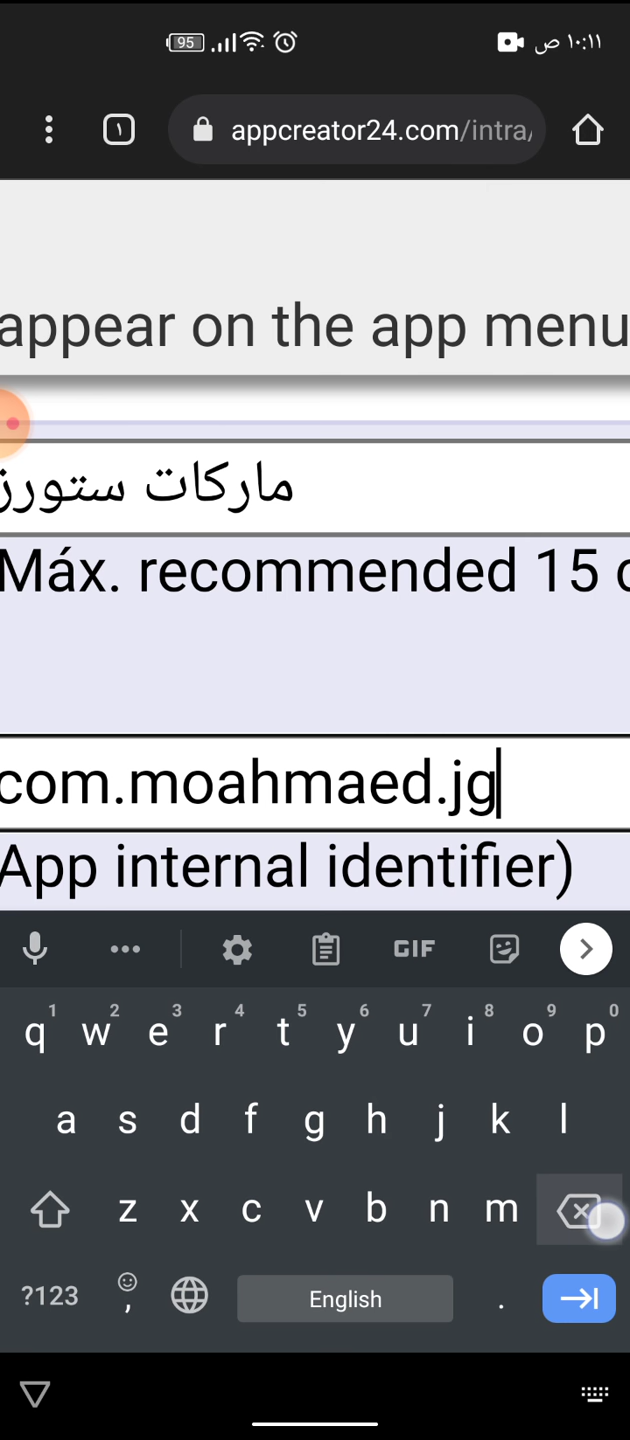 95
١٠:١١ ص
١
appcreator24.com/intra/
appear on the app menu
ماركات ستورز
Máx. recommended 15 c
com.moahmaed.jg
App internal identifier)
GIF
1 2 3 4 5 6 7 8 9 0
q w e r t y u i o p
a s d f g h j k l
z x c v b n m
?123 , English .